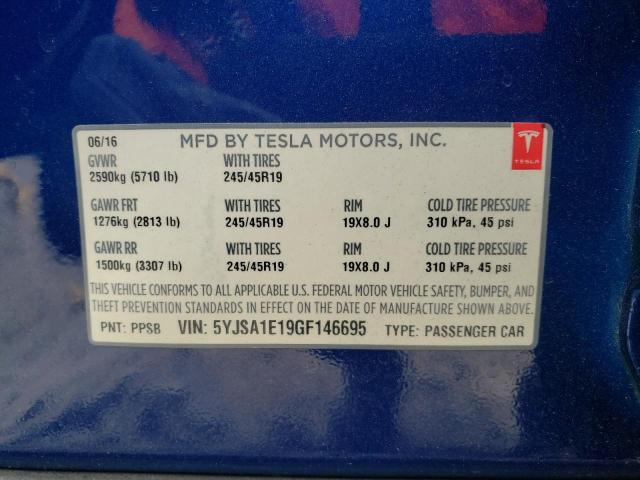 06/16 MFD BY TESLA MOTORS, INC.
TESLA
GVWR WITH TIRES
2590kg (5710 lb) 245/45R19
GAWR FRT WITH TIRES RIM COLD TIRE PRESSURE
1276kg (2813 lb) 245/45R19 19X8.0 J 310 kPa, 45 psi
GAWR RR WITH TIRES RIM COLD TIRE PRESSURE
1500kg (3307 lb) 245/45R19 19X8.0 J 310 kPa, 45 psi
THIS VEHICLE CONFORMS TO ALL APPLICABLE U.S. FEDERAL MOTOR VEHICLE SAFETY, BUMPER, AND
THEFT PREVENTION STANDARDS IN EFFECT ON THE DATE OF MANUFACTURE SHOWN ABOVE.
PNT: PPSB VIN: 5YJSA1E19GF146695 TYPE: PASSENGER CAR